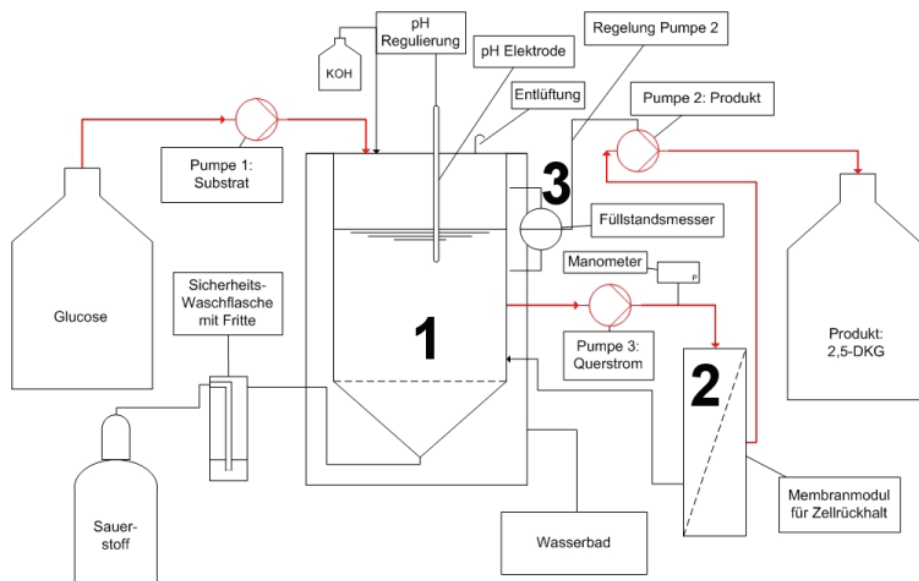 pH
Regulierung
KOH
pH Elektrode
Entlüftung
Regelung Pumpe 2
Pumpe 2: Produkt
Pumpe 1:
Substrat
3
Füllstandsmesser
Manometer
P
Glucose
Sicherheits-
Waschflasche
mit Fritte
1
Pumpe 3:
Querstrom
2
Produkt:
2,5-DKG
Membranmodul
für Zellrückhalt
Sauer-
stoff
Wasserbad